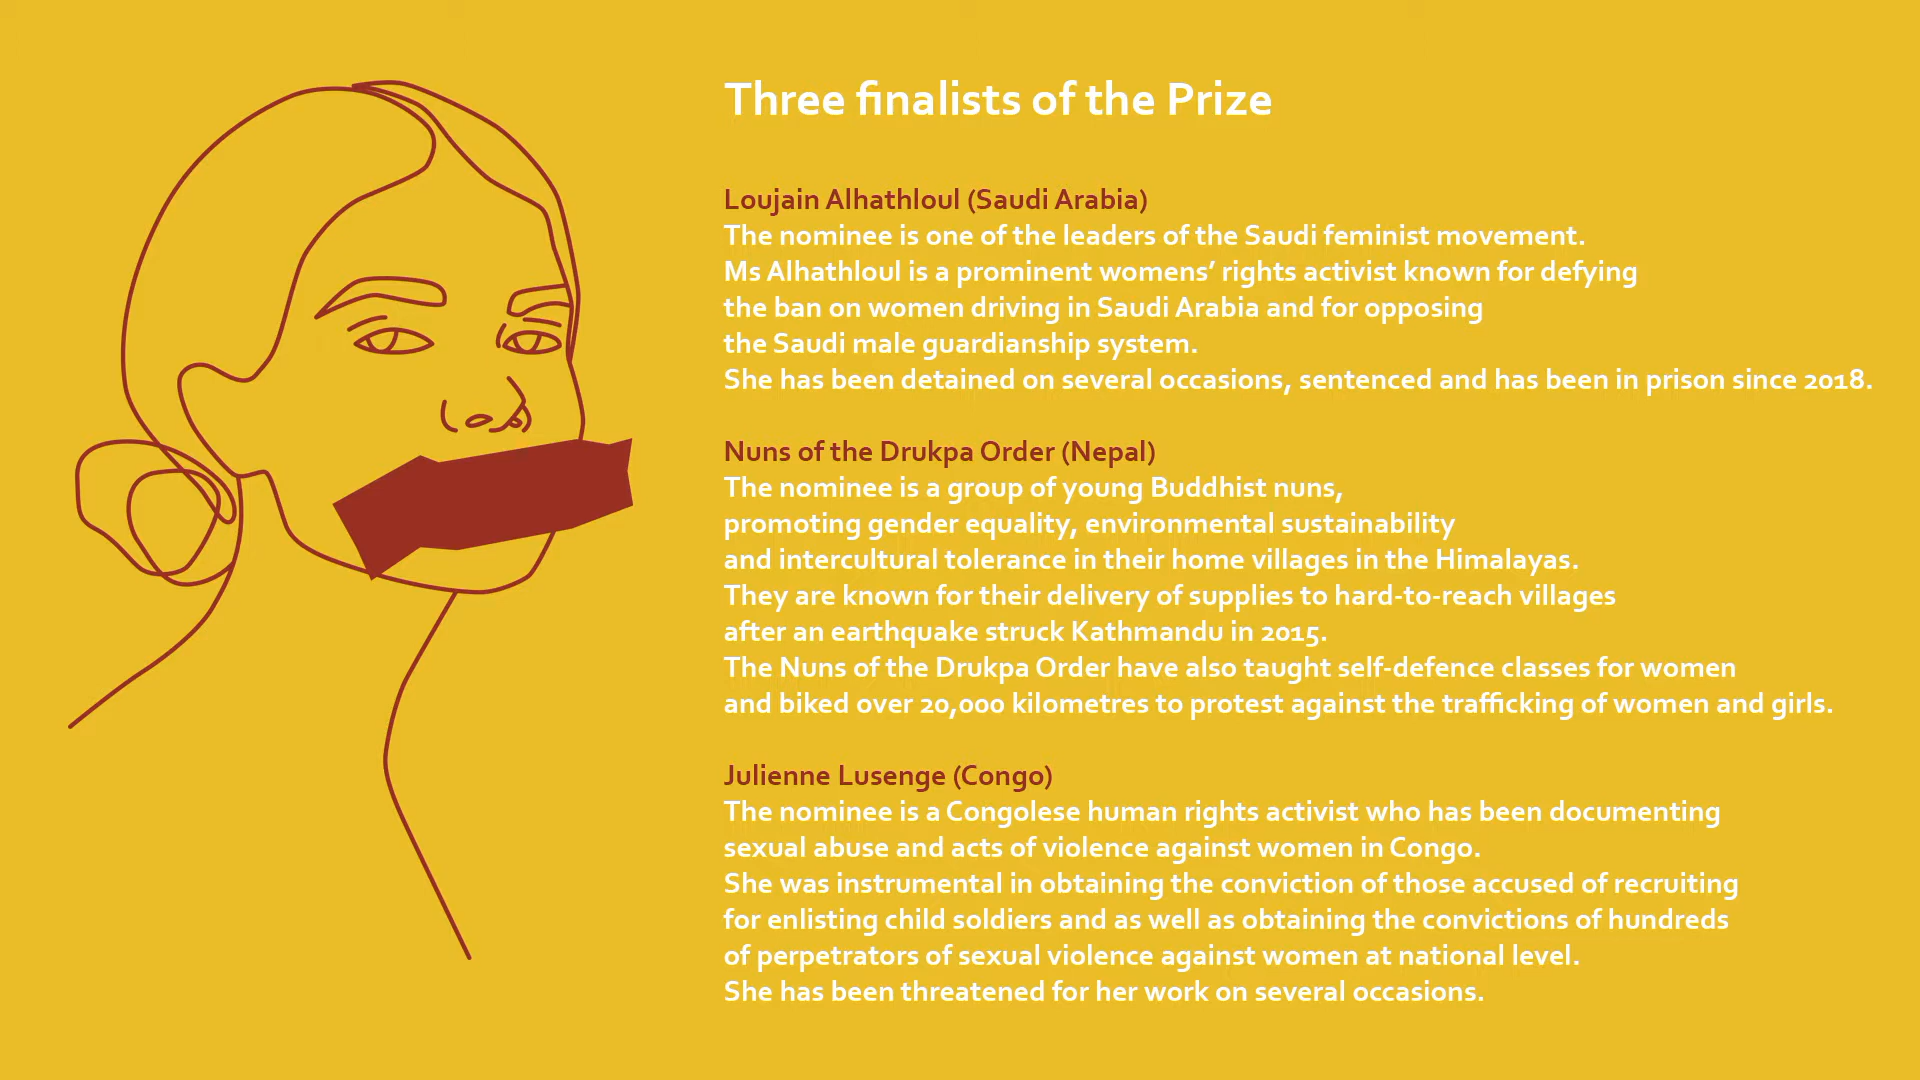 Three finalists of the Prize
Loujain Alhathloul (Saudi Arabia)
The nominee is one of the leaders of the Saudi feminist movement.
Ms Alhathloul is a prominent womens’ rights activist known for defying
the ban on women driving in Saudi Arabia and for opposing
the Saudi male guardianship system.
She has been detained on several occasions, sentenced and has been in prison since 2018.
Nuns of the Drukpa Order (Nepal)
The nominee is a group of young Buddhist nuns,
promoting gender equality, environmental sustainability
and intercultural tolerance in their home villages in the Himalayas.
They are known for their delivery of supplies to hard-to-reach villages
after an earthquake struck Kathmandu in 2015.
The Nuns of the Drukpa Order have also taught self-defence classes for women
and biked over 20,000 kilometres to protest against the trafficking of women and girls.
Julienne Lusenge (Congo)
The nominee is a Congolese human rights activist who has been documenting
sexual abuse and acts of violence against women in Congo.
She was instrumental in obtaining the conviction of those accused of recruiting
for enlisting child soldiers and as well as obtaining the convictions of hundreds
of perpetrators of sexual violence against women at national level.
She has been threatened for her work on several occasions.